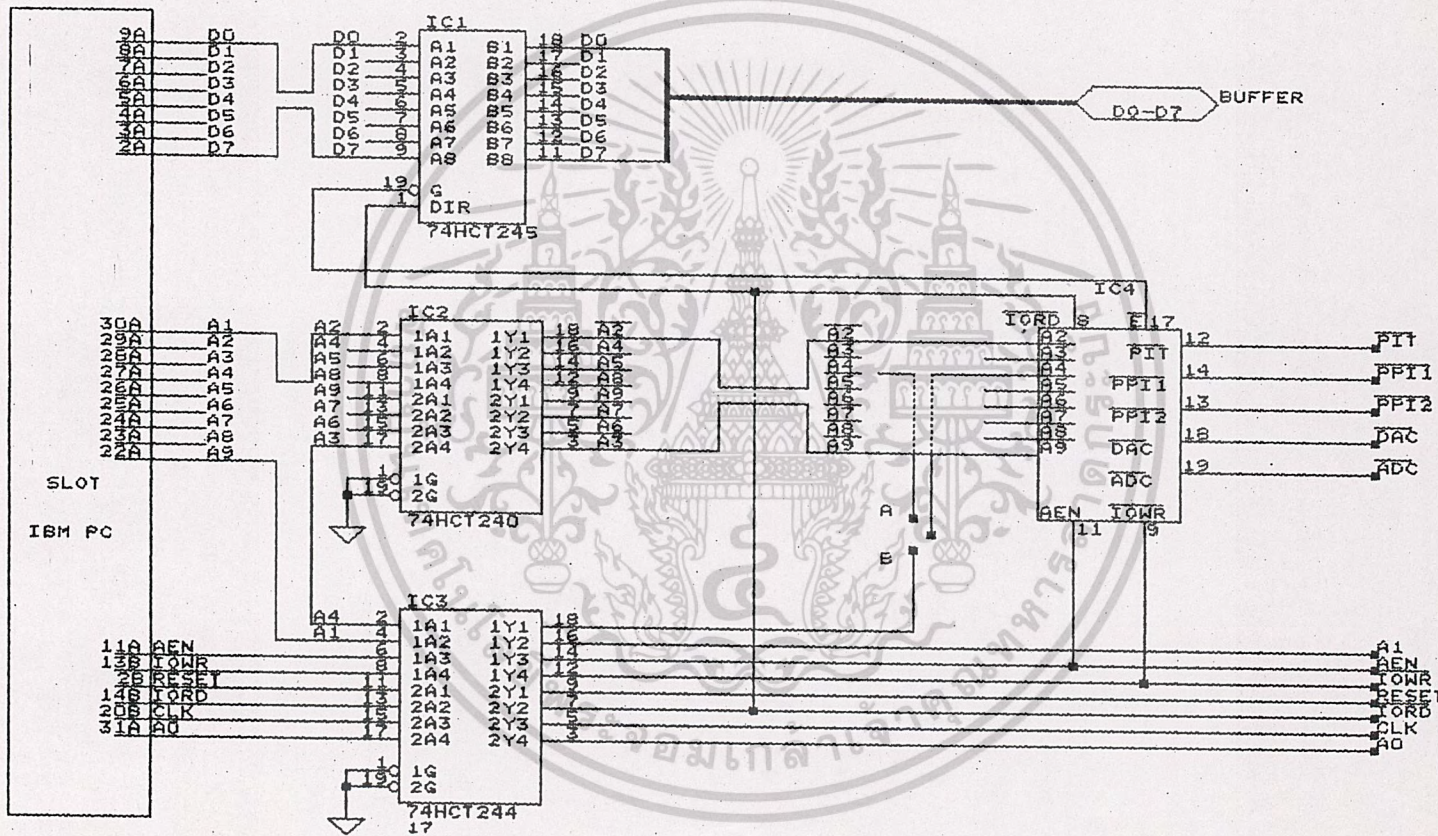 SLOT
IBM PC
9A D0
8A D1
7A D2
6A D3
5A D4
4A D5
3A D6
2A D7
30A A1
29A A2
28A A3
27A A4
26A A5
25A A6
24A A7
23A A8
22A A9
11A AEN
13B IOWR
2B RESET
14B IORD
20B CLK
31A A0
IC1
D0 2 A1 B1 18 D0
D1 3 A2 B2 17 D1
D2 4 A3 B3 16 D2
D3 5 A4 B4 15 D3
D4 6 A5 B5 14 D4
D5 7 A6 B6 13 D5
D6 8 A7 B7 12 D6
D7 9 A8 B8 11 D7
19 G
1 DIR
74HCT245
D0-D7 BUFFER
IC2
A2 2 1A1 1Y1 18 A2
A4 4 1A2 1Y2 16 A4
A5 6 1A3 1Y3 14 A5
A8 8 1A4 1Y4 12 A8
A9 11 2A1 2Y1 9 A9
A7 13 2A2 2Y2 7 A7
A6 15 2A3 2Y3 5 A6
A3 17 2A4 2Y4 3 A3
1 1G
19 2G
74HCT240
A2
A3
A4
A5
A6
A7
A8
A9
A
B
IC4
IORD 8 E 17
A2
A3 PIT 12 PIT
A4
A5 PPI1 14 PPI1
A6
A7 PPI2 13 PPI2
A8
A9 DAC 18 DAC
ADC 19 ADC
AEN IOWR
11 9
IC3
A4 2 1A1 1Y1 18
A1 4 1A2 1Y2 16 A1
6 1A3 1Y3 14 AEN
8 1A4 1Y4 12 IOWR
11 2A1 2Y1 9 RESET
13 2A2 2Y2 7 IORD
15 2A3 2Y3 5 CLK
17 2A4 2Y4 3 A0
1 1G
19 2G
74HCT244
17